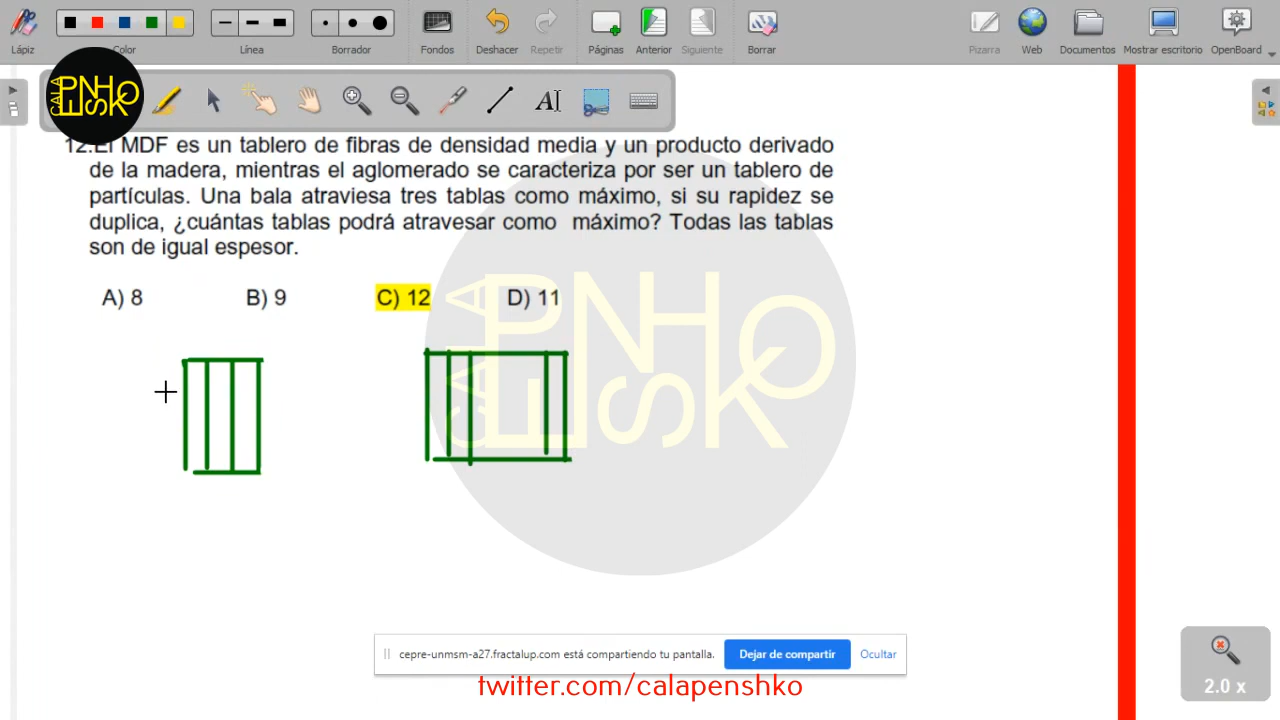 Lápiz Color Línea Borrador Fondos Deshacer Repetir Páginas Anterior Siguiente Borrar Pizarra Web Documentos Mostrar escritorio OpenBoard
CALA PENSHKO
12.El MDF es un tablero de fibras de densidad media y un producto derivado
de la madera, mientras el aglomerado se caracteriza por ser un tablero de
partículas. Una bala atraviesa tres tablas como máximo, si su rapidez se
duplica, ¿cuántas tablas podrá atravesar como máximo? Todas las tablas
son de igual espesor.
A) 8 B) 9 C) 12 D) 11
CALA PENSHKO
cepre-unmsm-a27.fractalup.com está compartiendo tu pantalla. Dejar de compartir Ocultar
twitter.com/calapenshko
2.0 x